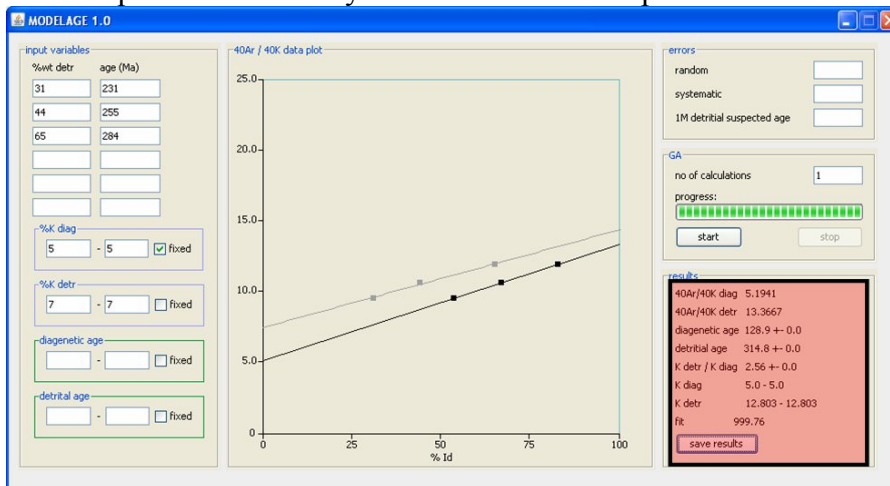 MODELAGE 1.0
input variables
%wt detr age (Ma)
31 231
44 255
65 284
%K diag
5 - 5 fixed
%K detr
7 - 7 fixed
diagenetic age
- fixed
detrital age
- fixed
40Ar / 40K data plot
25.0
20.0
15.0
10.0
5.0
0
0 25 50 75 100
% Id
errors
random
systematic
1M detritial suspected age
GA
no of calculations 1
progress:
start stop
results
40Ar/40K diag 5.1941
40Ar/40K detr 13.3667
diagenetic age 128.9 +- 0.0
detritial age 314.8 +- 0.0
K detr / K diag 2.56 +- 0.0
K diag 5.0 - 5.0
K detr 12.803 - 12.803
fit 999.76
save results